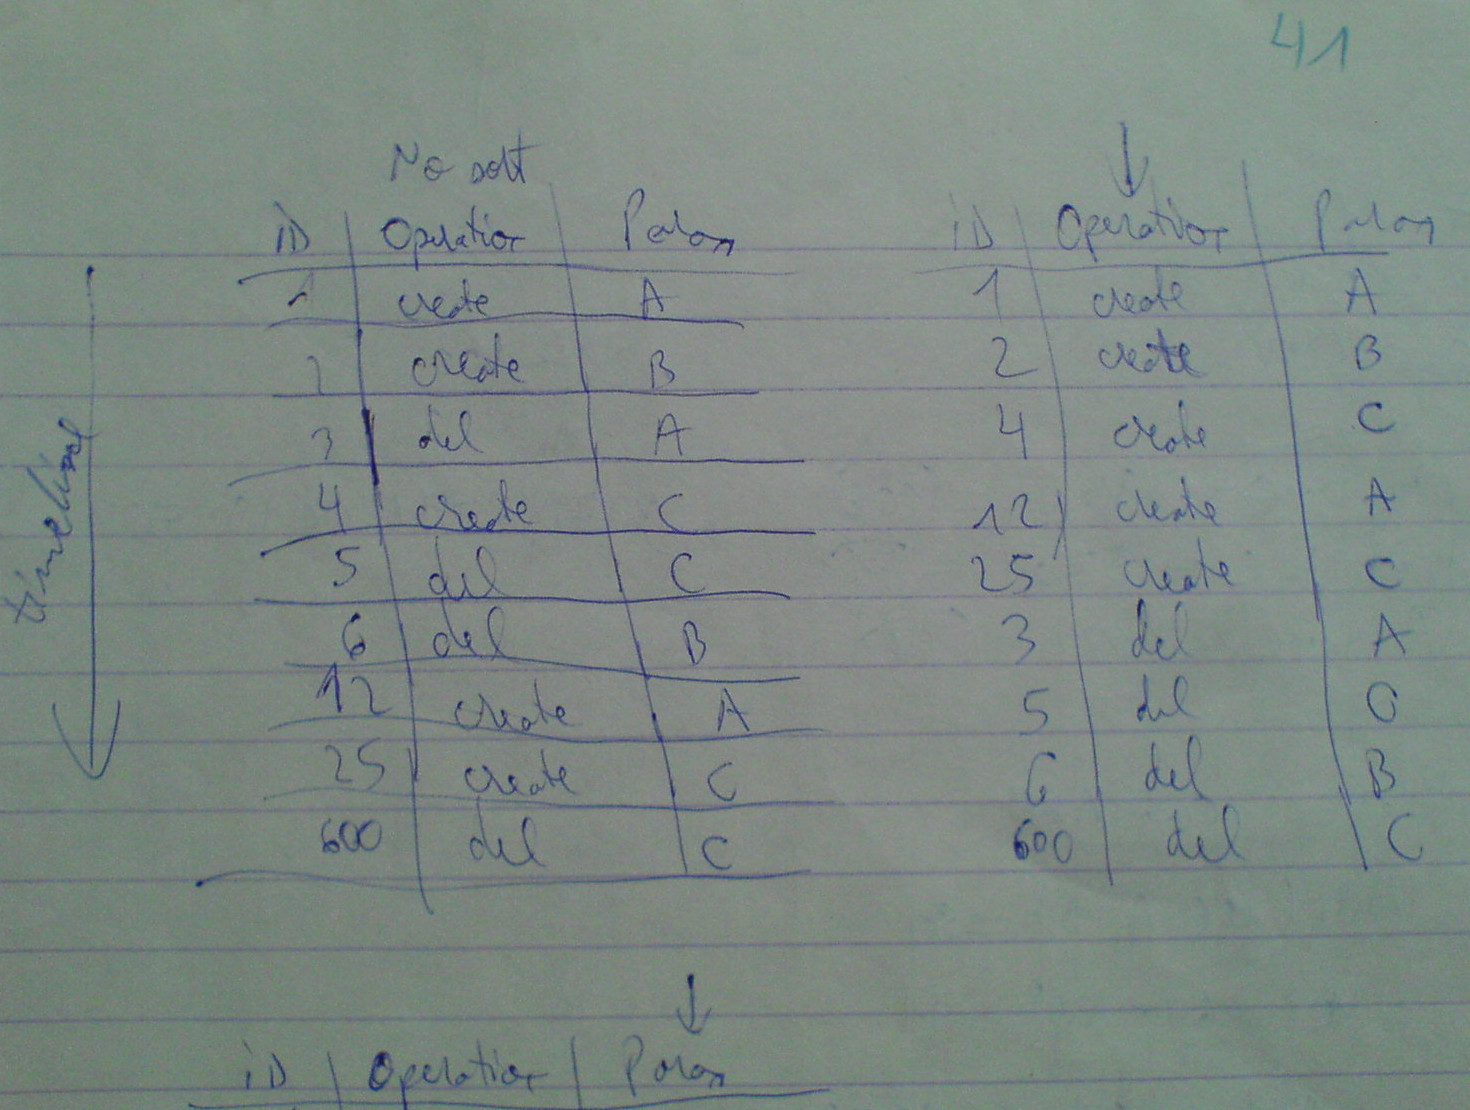 41
No sort
iD Operation Param
1 create A
2 create B
3 del A
4 create C
5 del C
6 del B
12 create A
25 create C
600 del C
timeline
iD Operation Param
1 create A
2 create B
4 create C
12 create A
25 create C
3 del A
5 del C
6 del B
600 del C
iD Operation Param